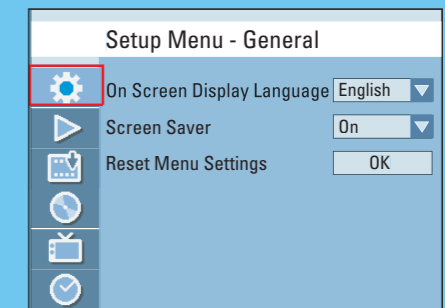 Setup Menu - General
On Screen Display Language English
Screen Saver On
Reset Menu Settings OK